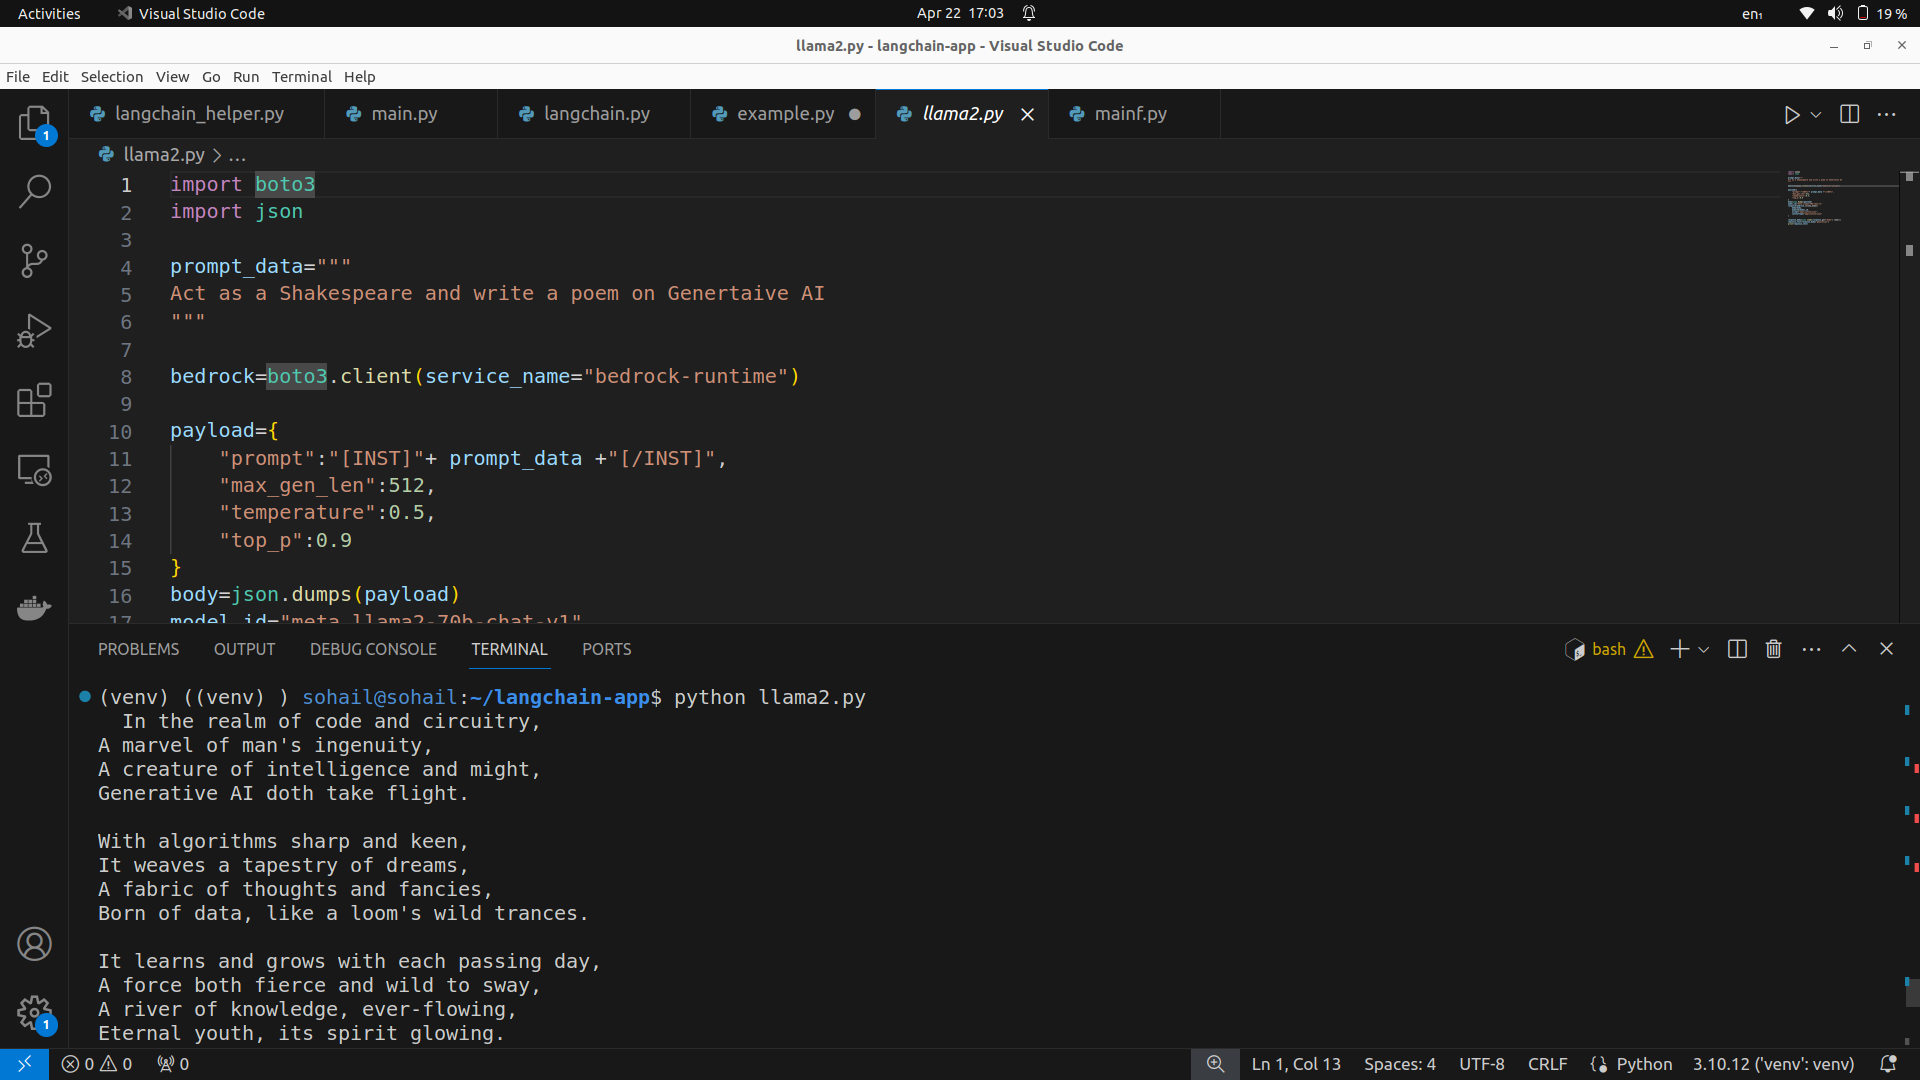 Activities Visual Studio Code Apr 22 17:03 en₁ 19 %
llama2.py - langchain-app - Visual Studio Code
File Edit Selection View Go Run Terminal Help
langchain_helper.py main.py langchain.py example.py llama2.py mainf.py
1
llama2.py > ...
1 import boto3
2 import json
3
4 prompt_data="""
5 Act as a Shakespeare and write a poem on Genertaive AI
6 """
7
8 bedrock=boto3.client(service_name="bedrock-runtime")
9
10 payload={
11 "prompt":"[INST]"+ prompt_data +"[/INST]",
12 "max_gen_len":512,
13 "temperature":0.5,
14 "top_p":0.9
15 }
16 body=json.dumps(payload)
17 model_id="meta.llama2-70b-chat-v1"
PROBLEMS OUTPUT DEBUG CONSOLE TERMINAL PORTS bash
(venv) ((venv) ) sohail@sohail:~/langchain-app$ python llama2.py
In the realm of code and circuitry,
A marvel of man's ingenuity,
A creature of intelligence and might,
Generative AI doth take flight.
With algorithms sharp and keen,
It weaves a tapestry of dreams,
A fabric of thoughts and fancies,
Born of data, like a loom's wild trances.
It learns and grows with each passing day,
A force both fierce and wild to sway,
A river of knowledge, ever-flowing,
Eternal youth, its spirit glowing.
1
0 0 0 Ln 1, Col 13 Spaces: 4 UTF-8 CRLF Python 3.10.12 ('venv': venv)